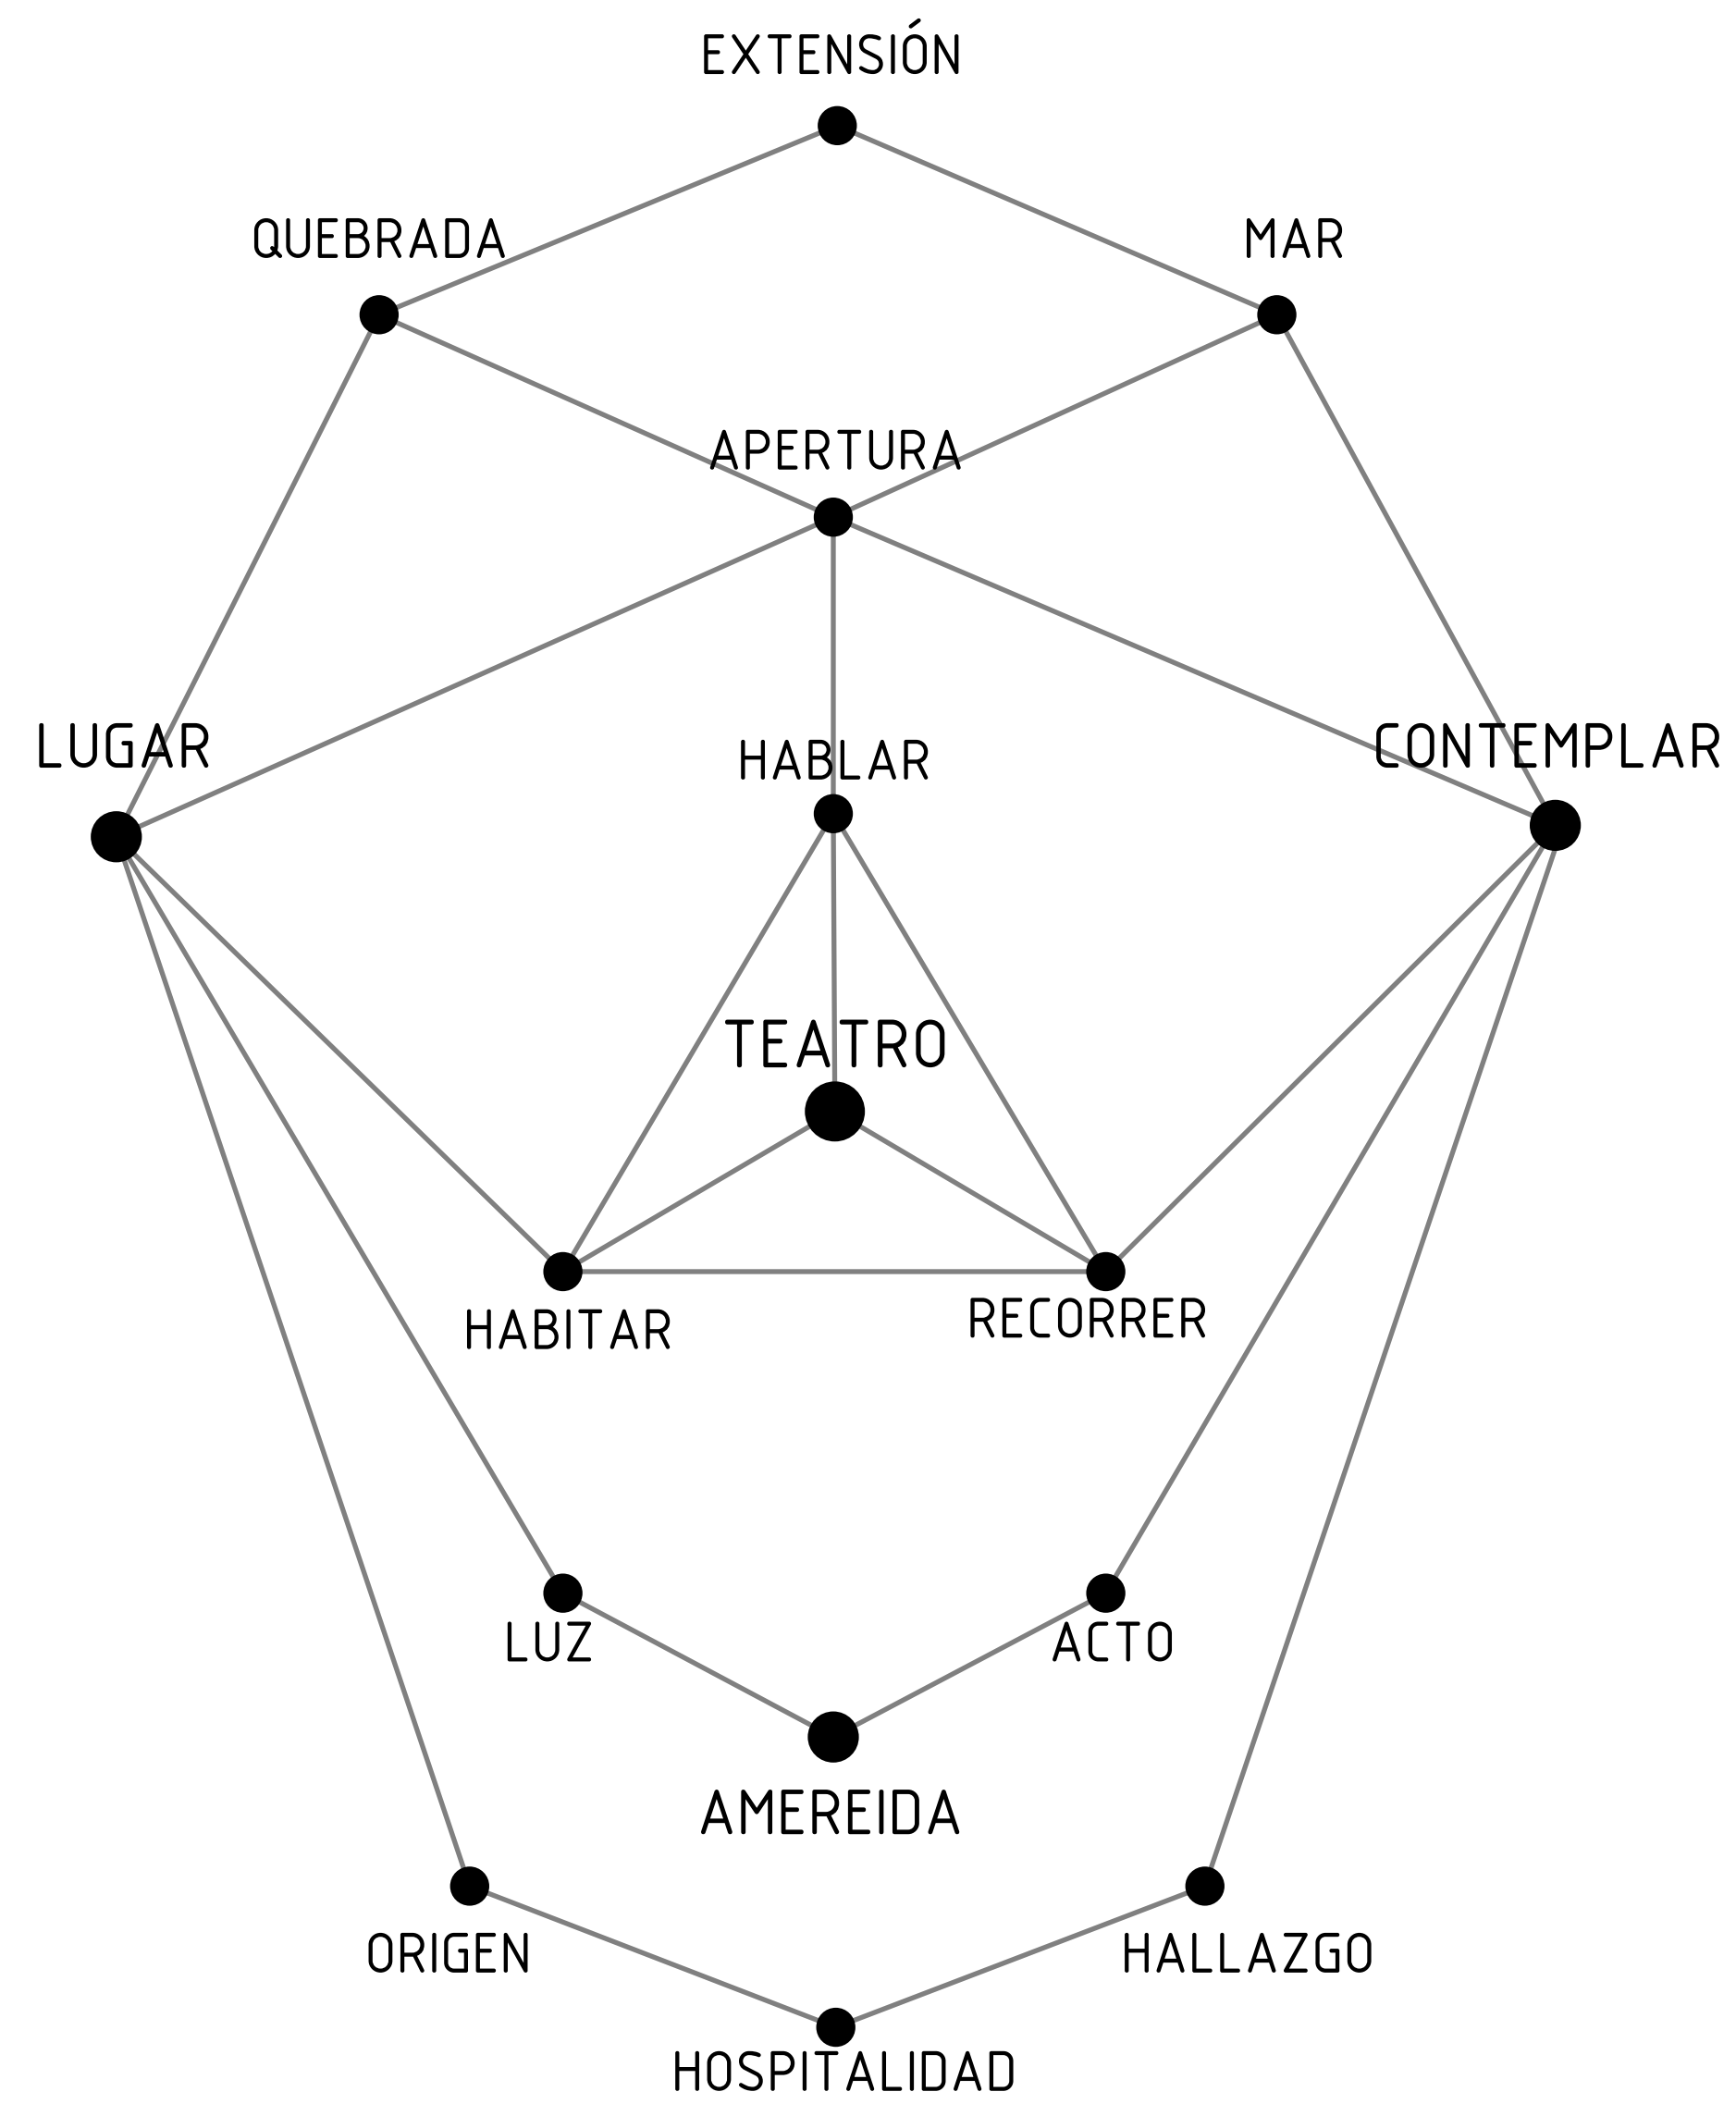 EXTENSIÓN
QUEBRADA
MAR
APERTURA
LUGAR
HABLAR
CONTEMPLAR
TEATRO
HABITAR
RECORRER
LUZ
ACTO
AMEREIDA
ORIGEN
HALLAZGO
HOSPITALIDAD